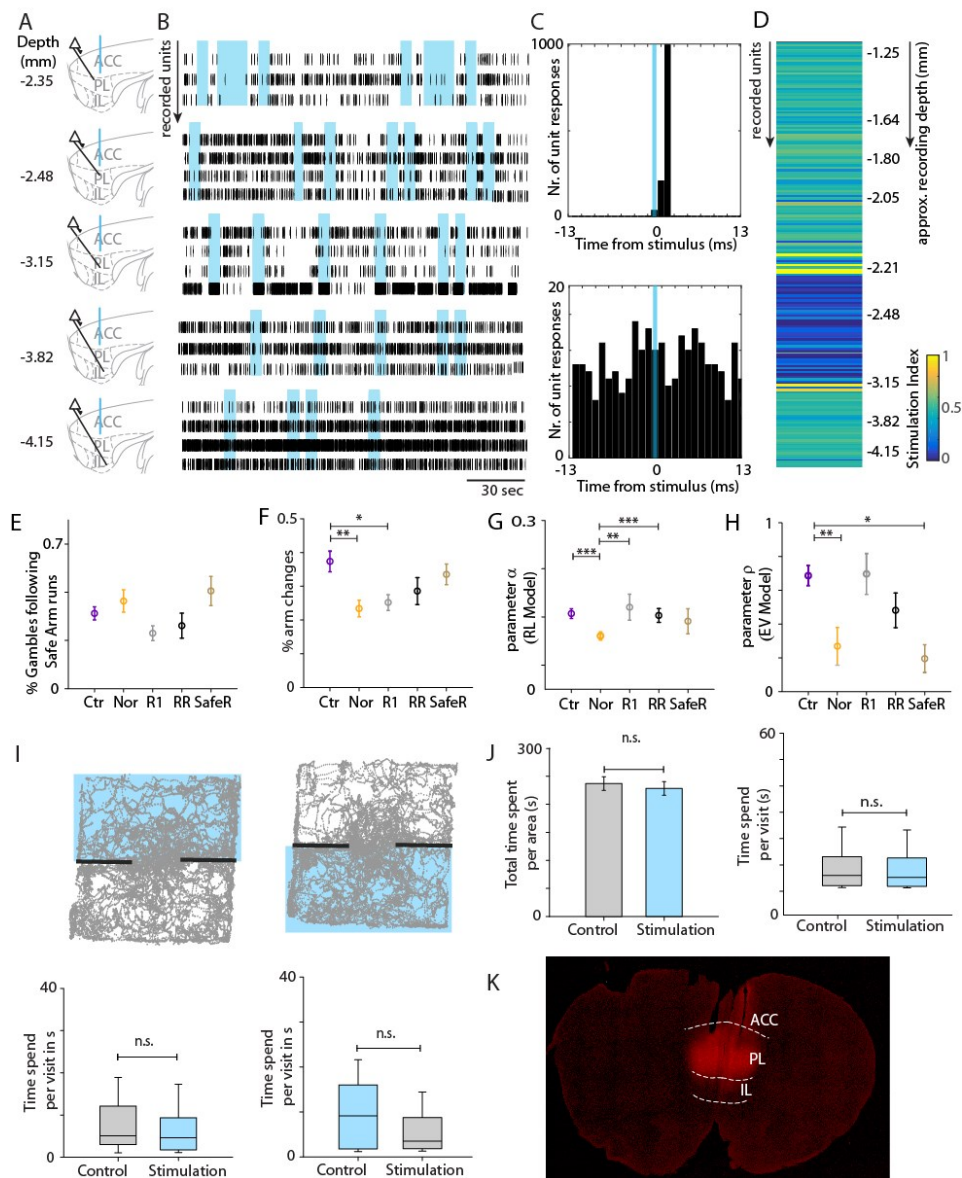 A
Depth
(mm)
-2.35
ACC
PL
IL
-2.48
ACC
PL
IL
-3.15
ACC
PL
IL
-3.82
ACC
PL
IL
-4.15
ACC
PL
IL
B
recorded units
30 sec
C
Nr. of unit responses
1000
0
-13
0
13
Time from stimulus (ms)
Nr. of unit responses
20
0
-13
0
13
Time from stimulus (ms)
D
recorded units
approx. recording depth (mm)
-1.25
-1.64
-1.80
-2.05
-2.21
-2.48
-3.15
-3.82
-4.15
Stimulation Index
1
0.5
0
E
% Gambles following
Safe Arm runs
0.7
0
Ctr Nor R1 RR SafeR
F
% arm changes
0.5
0
*
**
Ctr Nor R1 RR SafeR
G
parameter α
(RL Model)
0.3
0
***
**
***
Ctr Nor R1 RR SafeR
H
parameter ρ
(EV Model)
1
0
*
**
Ctr Nor R1 RR SafeR
I
Time spend
per visit in s
40
0
n.s.
Control Stimulation
Time spend
per visit in s
40
0
n.s.
Control Stimulation
J
Total time spent
per area (s)
300
0
n.s.
Control Stimulation
Time spend
per visit (s)
60
0
n.s.
Control Stimulation
K
ACC
PL
IL